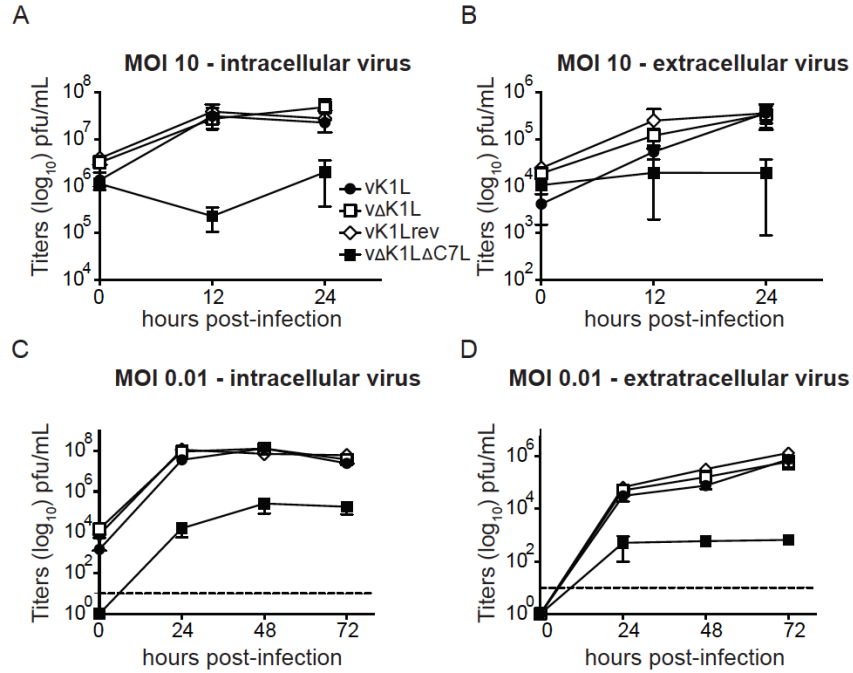 A
MOI 10 - intracellular virus
Titers (log10) pfu/mL
10^8
10^7
10^6
10^5
10^4
0
12
24
hours post-infection
vK1L
vΔK1L
vK1Lrev
vΔK1LΔC7L
B
MOI 10 - extracellular virus
Titers (log10) pfu/mL
10^6
10^5
10^4
10^3
10^2
0
12
24
hours post-infection
C
MOI 0.01 - intracellular virus
Titers (log10) pfu/mL
10^8
10^6
10^4
10^2
10^0
0
24
48
72
hours post-infection
D
MOI 0.01 - extratracellular virus
Titers (log10) pfu/mL
10^6
10^4
10^2
10^0
0
24
48
72
hours post-infection